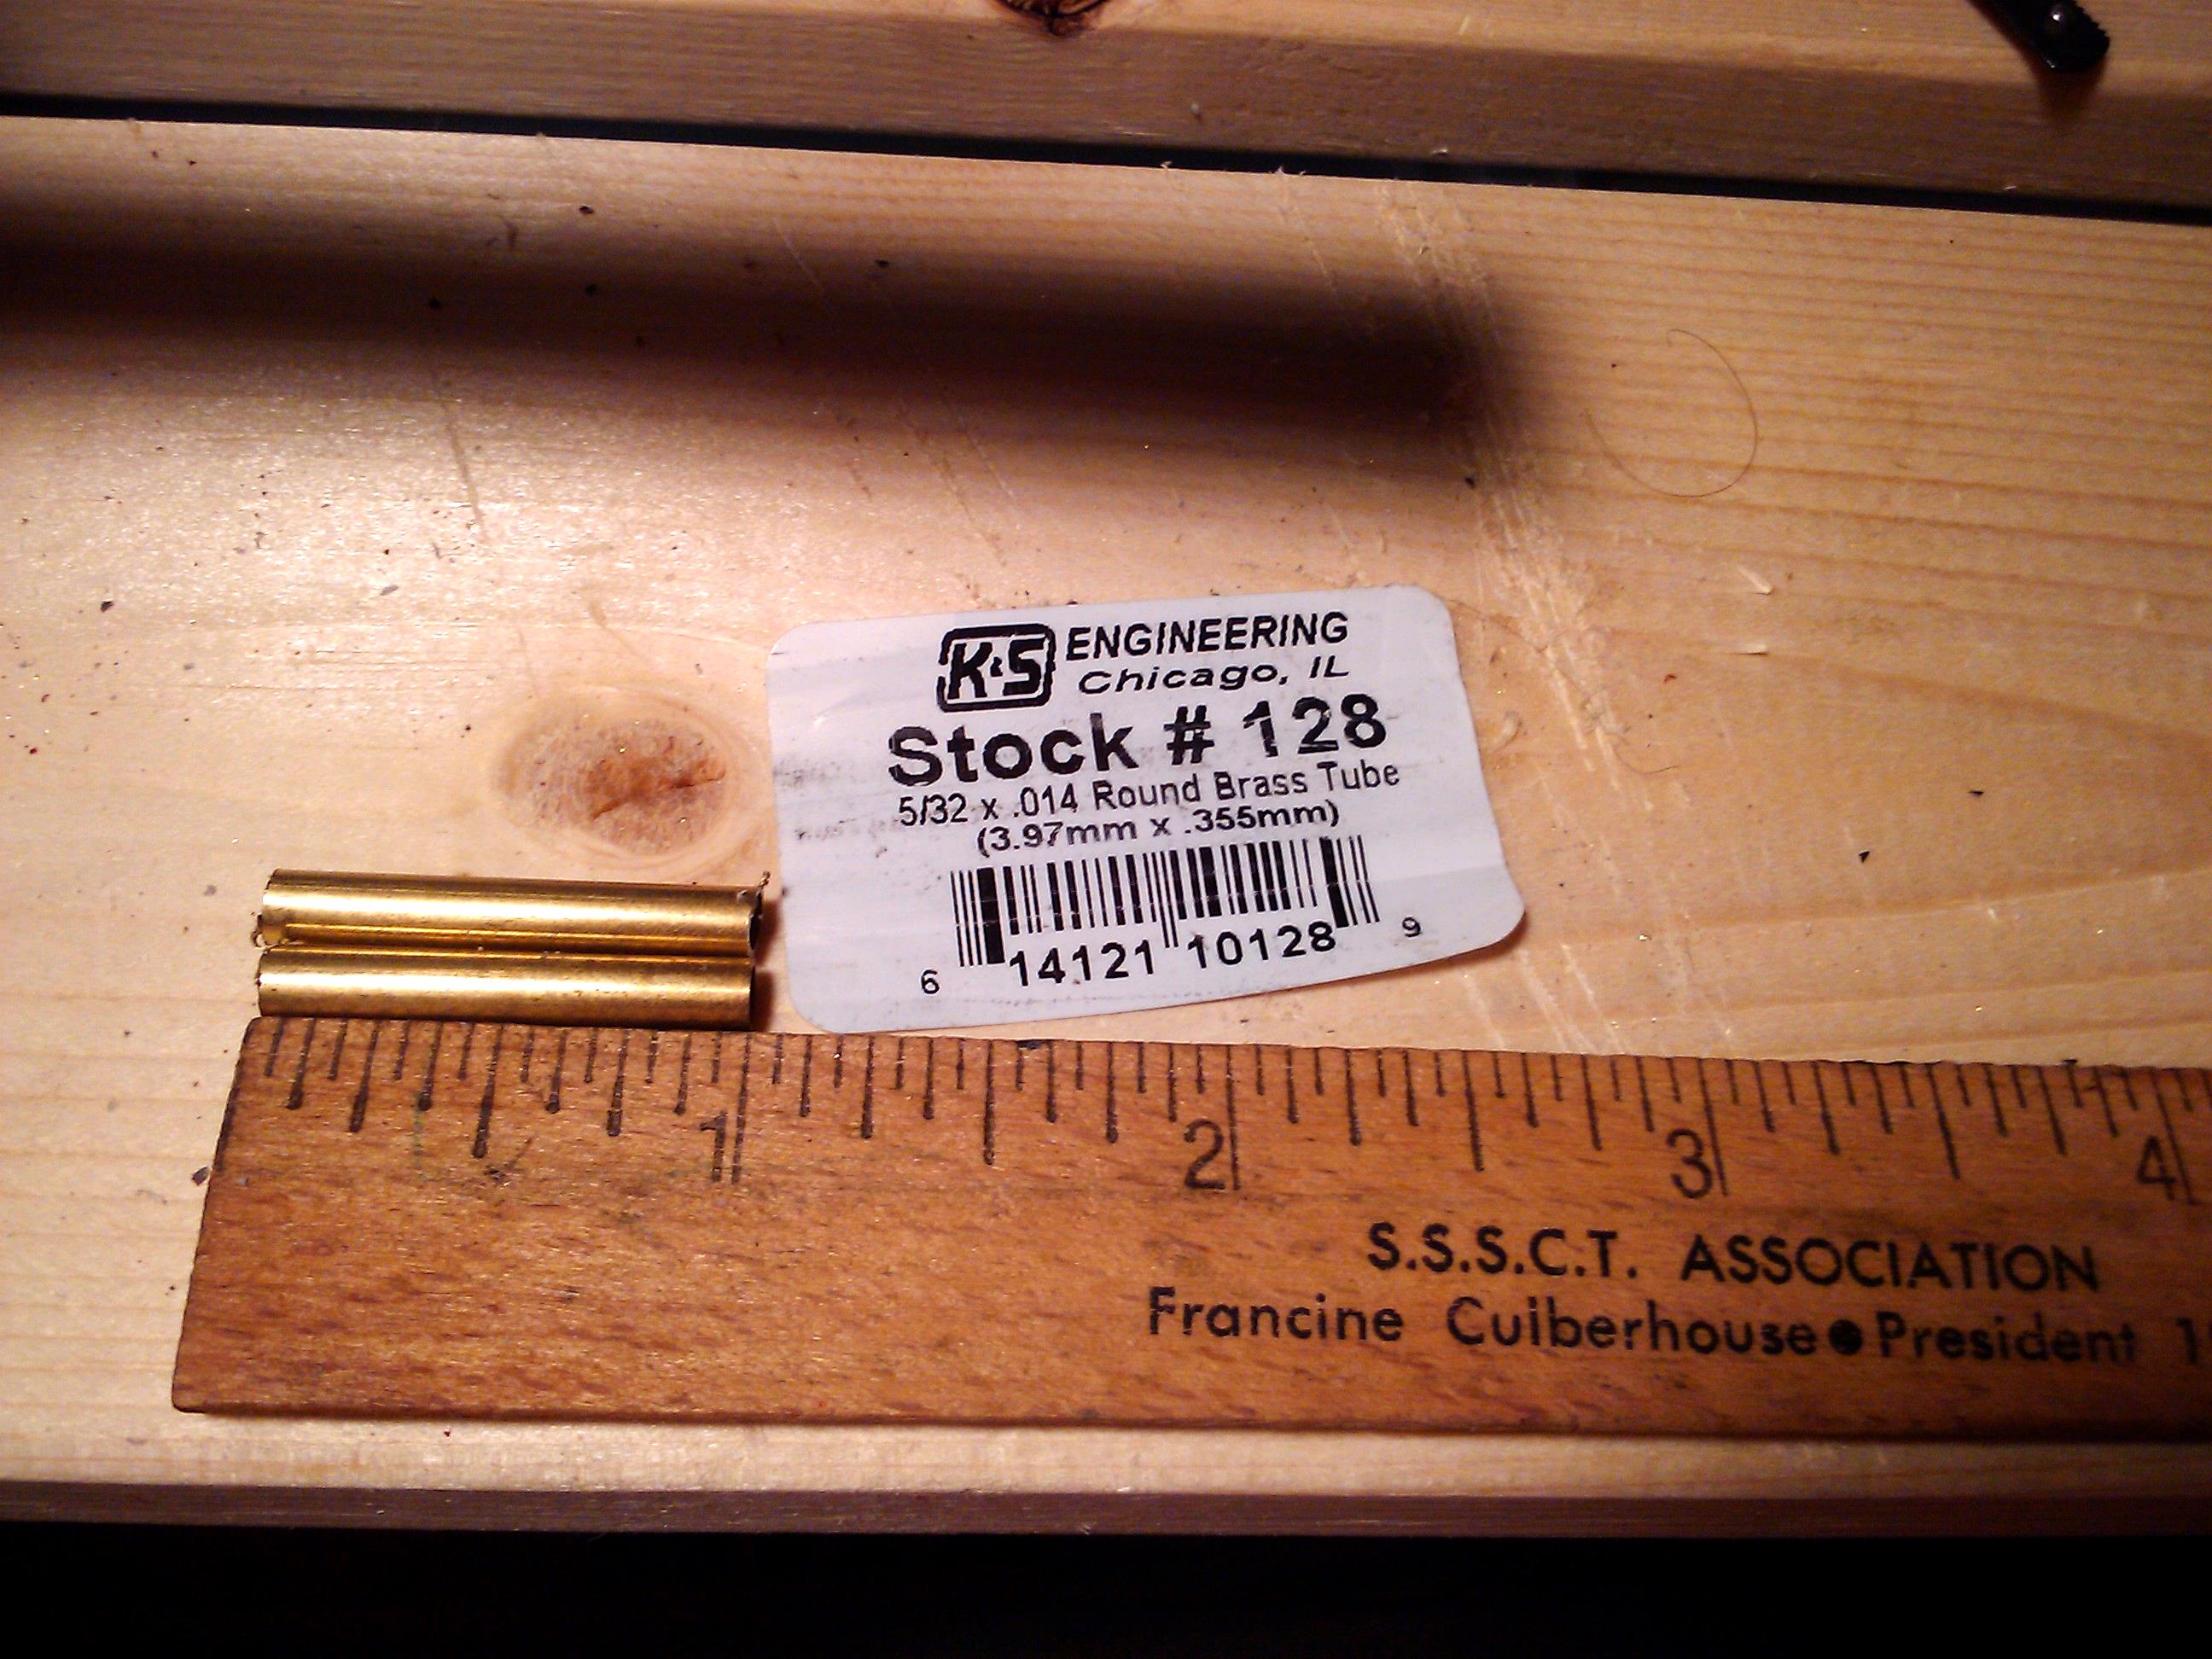 K&S ENGINEERING
Chicago, IL
Stock # 128
5/32 x .014 Round Brass Tube
(3.97mm x .355mm)
6 14121 10128 9
1 2 3 4
S.S.S.C.T. ASSOCIATION
Francine Culberhouse●President 1